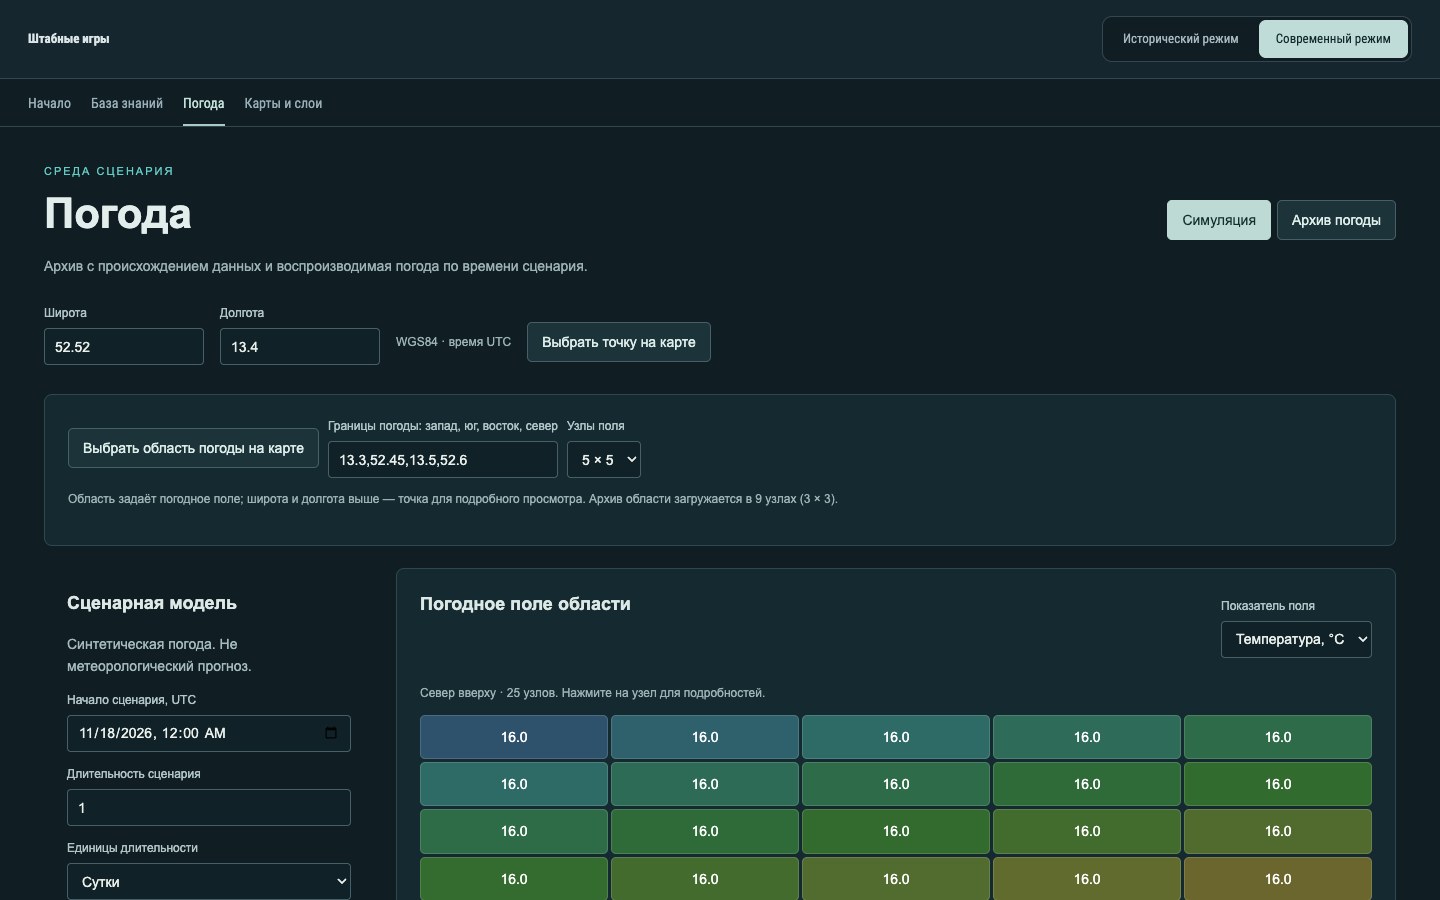 Штабные игры
Исторический режим
Современный режим
Начало
База знаний
Погода
Карты и слои
СРЕДА СЦЕНАРИЯ
Погода
Симуляция
Архив погоды
Архив с происхождением данных и воспроизводимая погода по времени сценария.
Широта
Долгота
52.52
13.4
WGS84 · время UTC
Выбрать точку на карте
Выбрать область погоды на карте
Границы погоды: запад, юг, восток, север
13.3,52.45,13.5,52.6
Узлы поля
5 × 5
Область задаёт погодное поле; широта и долгота выше — точка для подробного просмотра. Архив области загружается в 9 узлах (3 × 3).
Сценарная модель
Синтетическая погода. Не
метеорологический прогноз.
Начало сценария, UTC
11/18/2026, 12:00 AM
Длительность сценария
1
Единицы длительности
Сутки
Погодное поле области
Показатель поля
Температура, °C
Север вверху · 25 узлов. Нажмите на узел для подробностей.
16.0 16.0 16.0 16.0 16.0
16.0 16.0 16.0 16.0 16.0
16.0 16.0 16.0 16.0 16.0
16.0 16.0 16.0 16.0 16.0